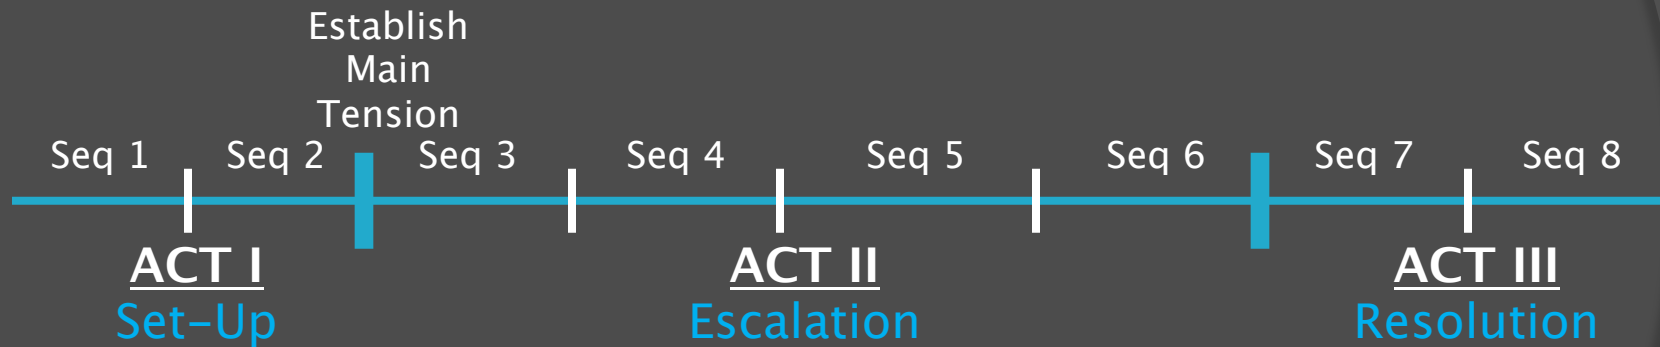 Establish
Main
Tension
Seq 1 Seq 2 Seq 3 Seq 4 Seq 5 Seq 6 Seq 7 Seq 8
ACT I ACT II ACT III
Set-Up Escalation Resolution